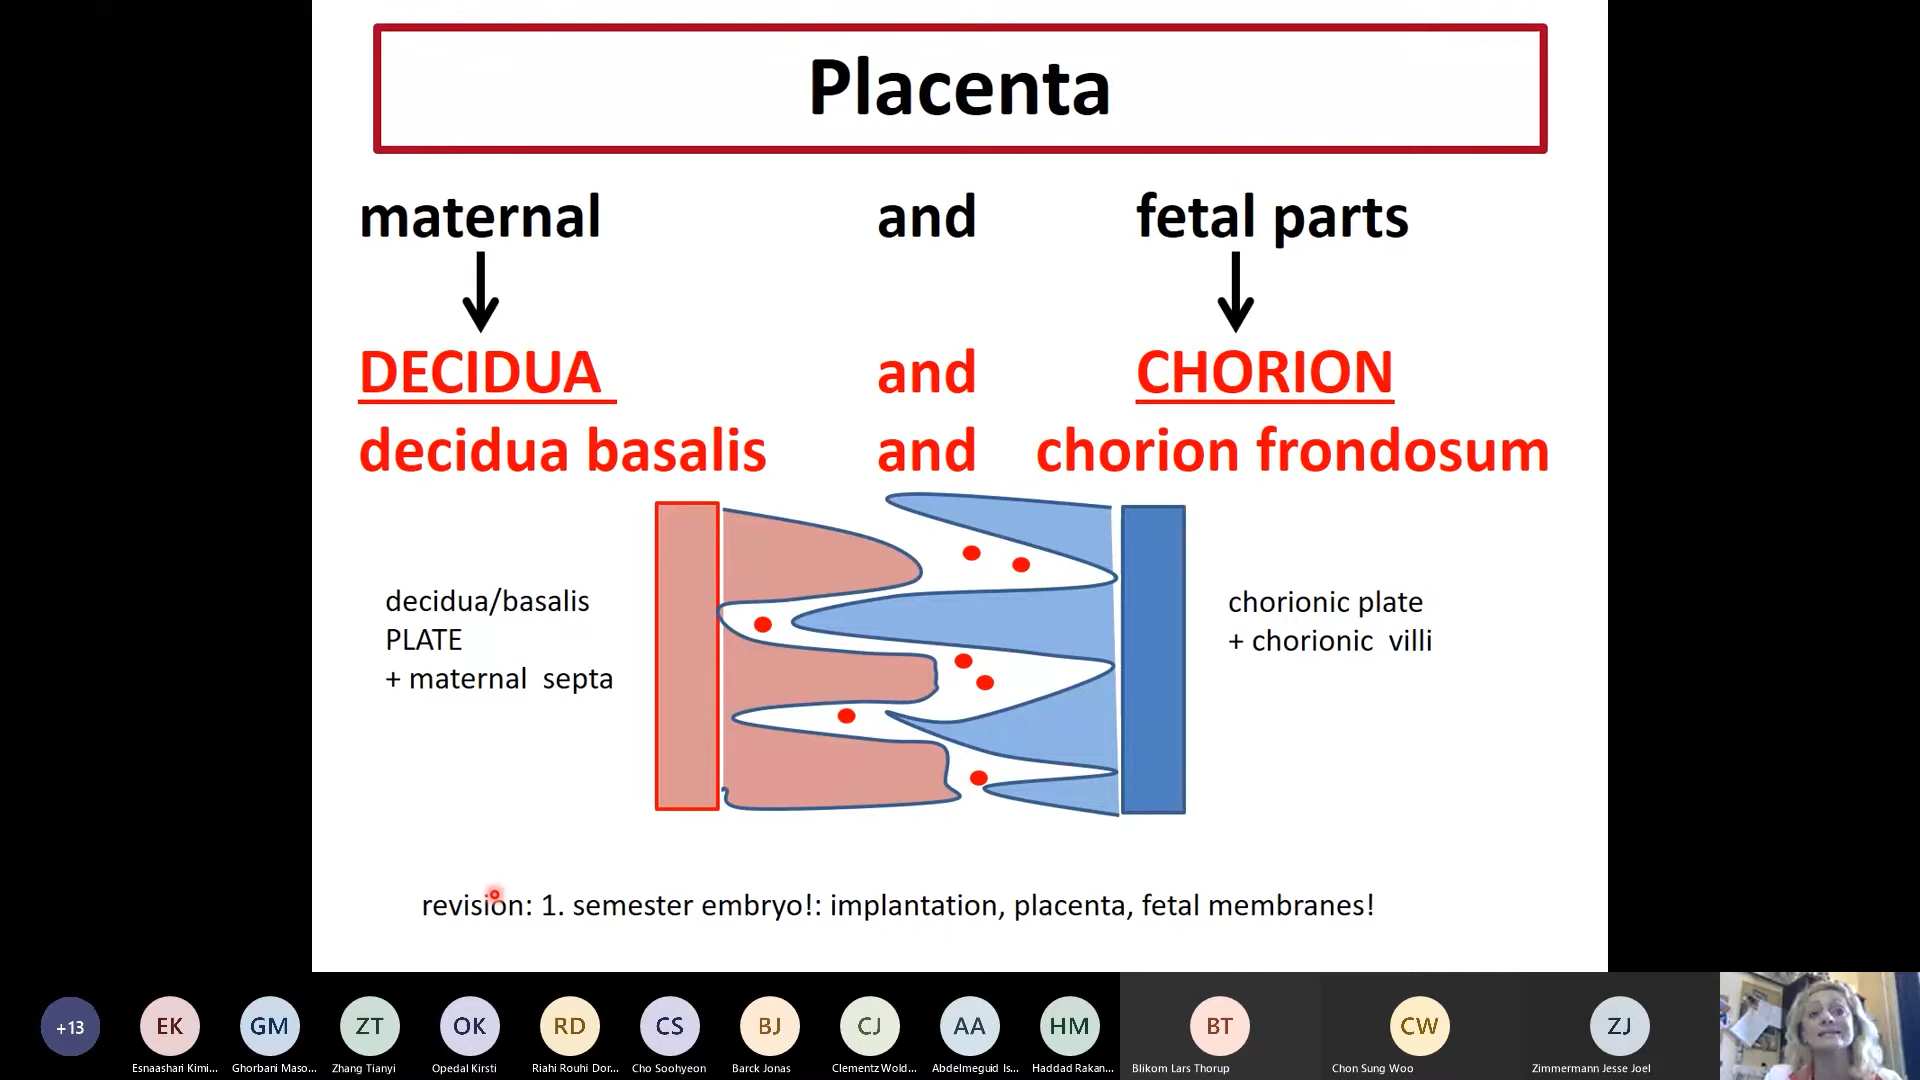 Placenta
maternal and fetal parts
DECIDUA and CHORION
decidua basalis and chorion frondosum
decidua/basalis
PLATE
+ maternal septa
chorionic plate
+ chorionic villi
revision: 1. semester embryo!: implantation, placenta, fetal membranes!
+13 EK GM ZT OK RD CS BJ CJ AA HM BT CW ZJ
Esnaashari Kimi... Ghorbani Maso... Zhang Tianyi Opedal Kirsti Riahi Rouhi Dor... Cho Soohyeon Barck Jonas Clementz Wold... Abdelmeguid Is... Haddad Rakan... Blikom Lars Thorup Chon Sung Woo Zimmermann Jesse Joel